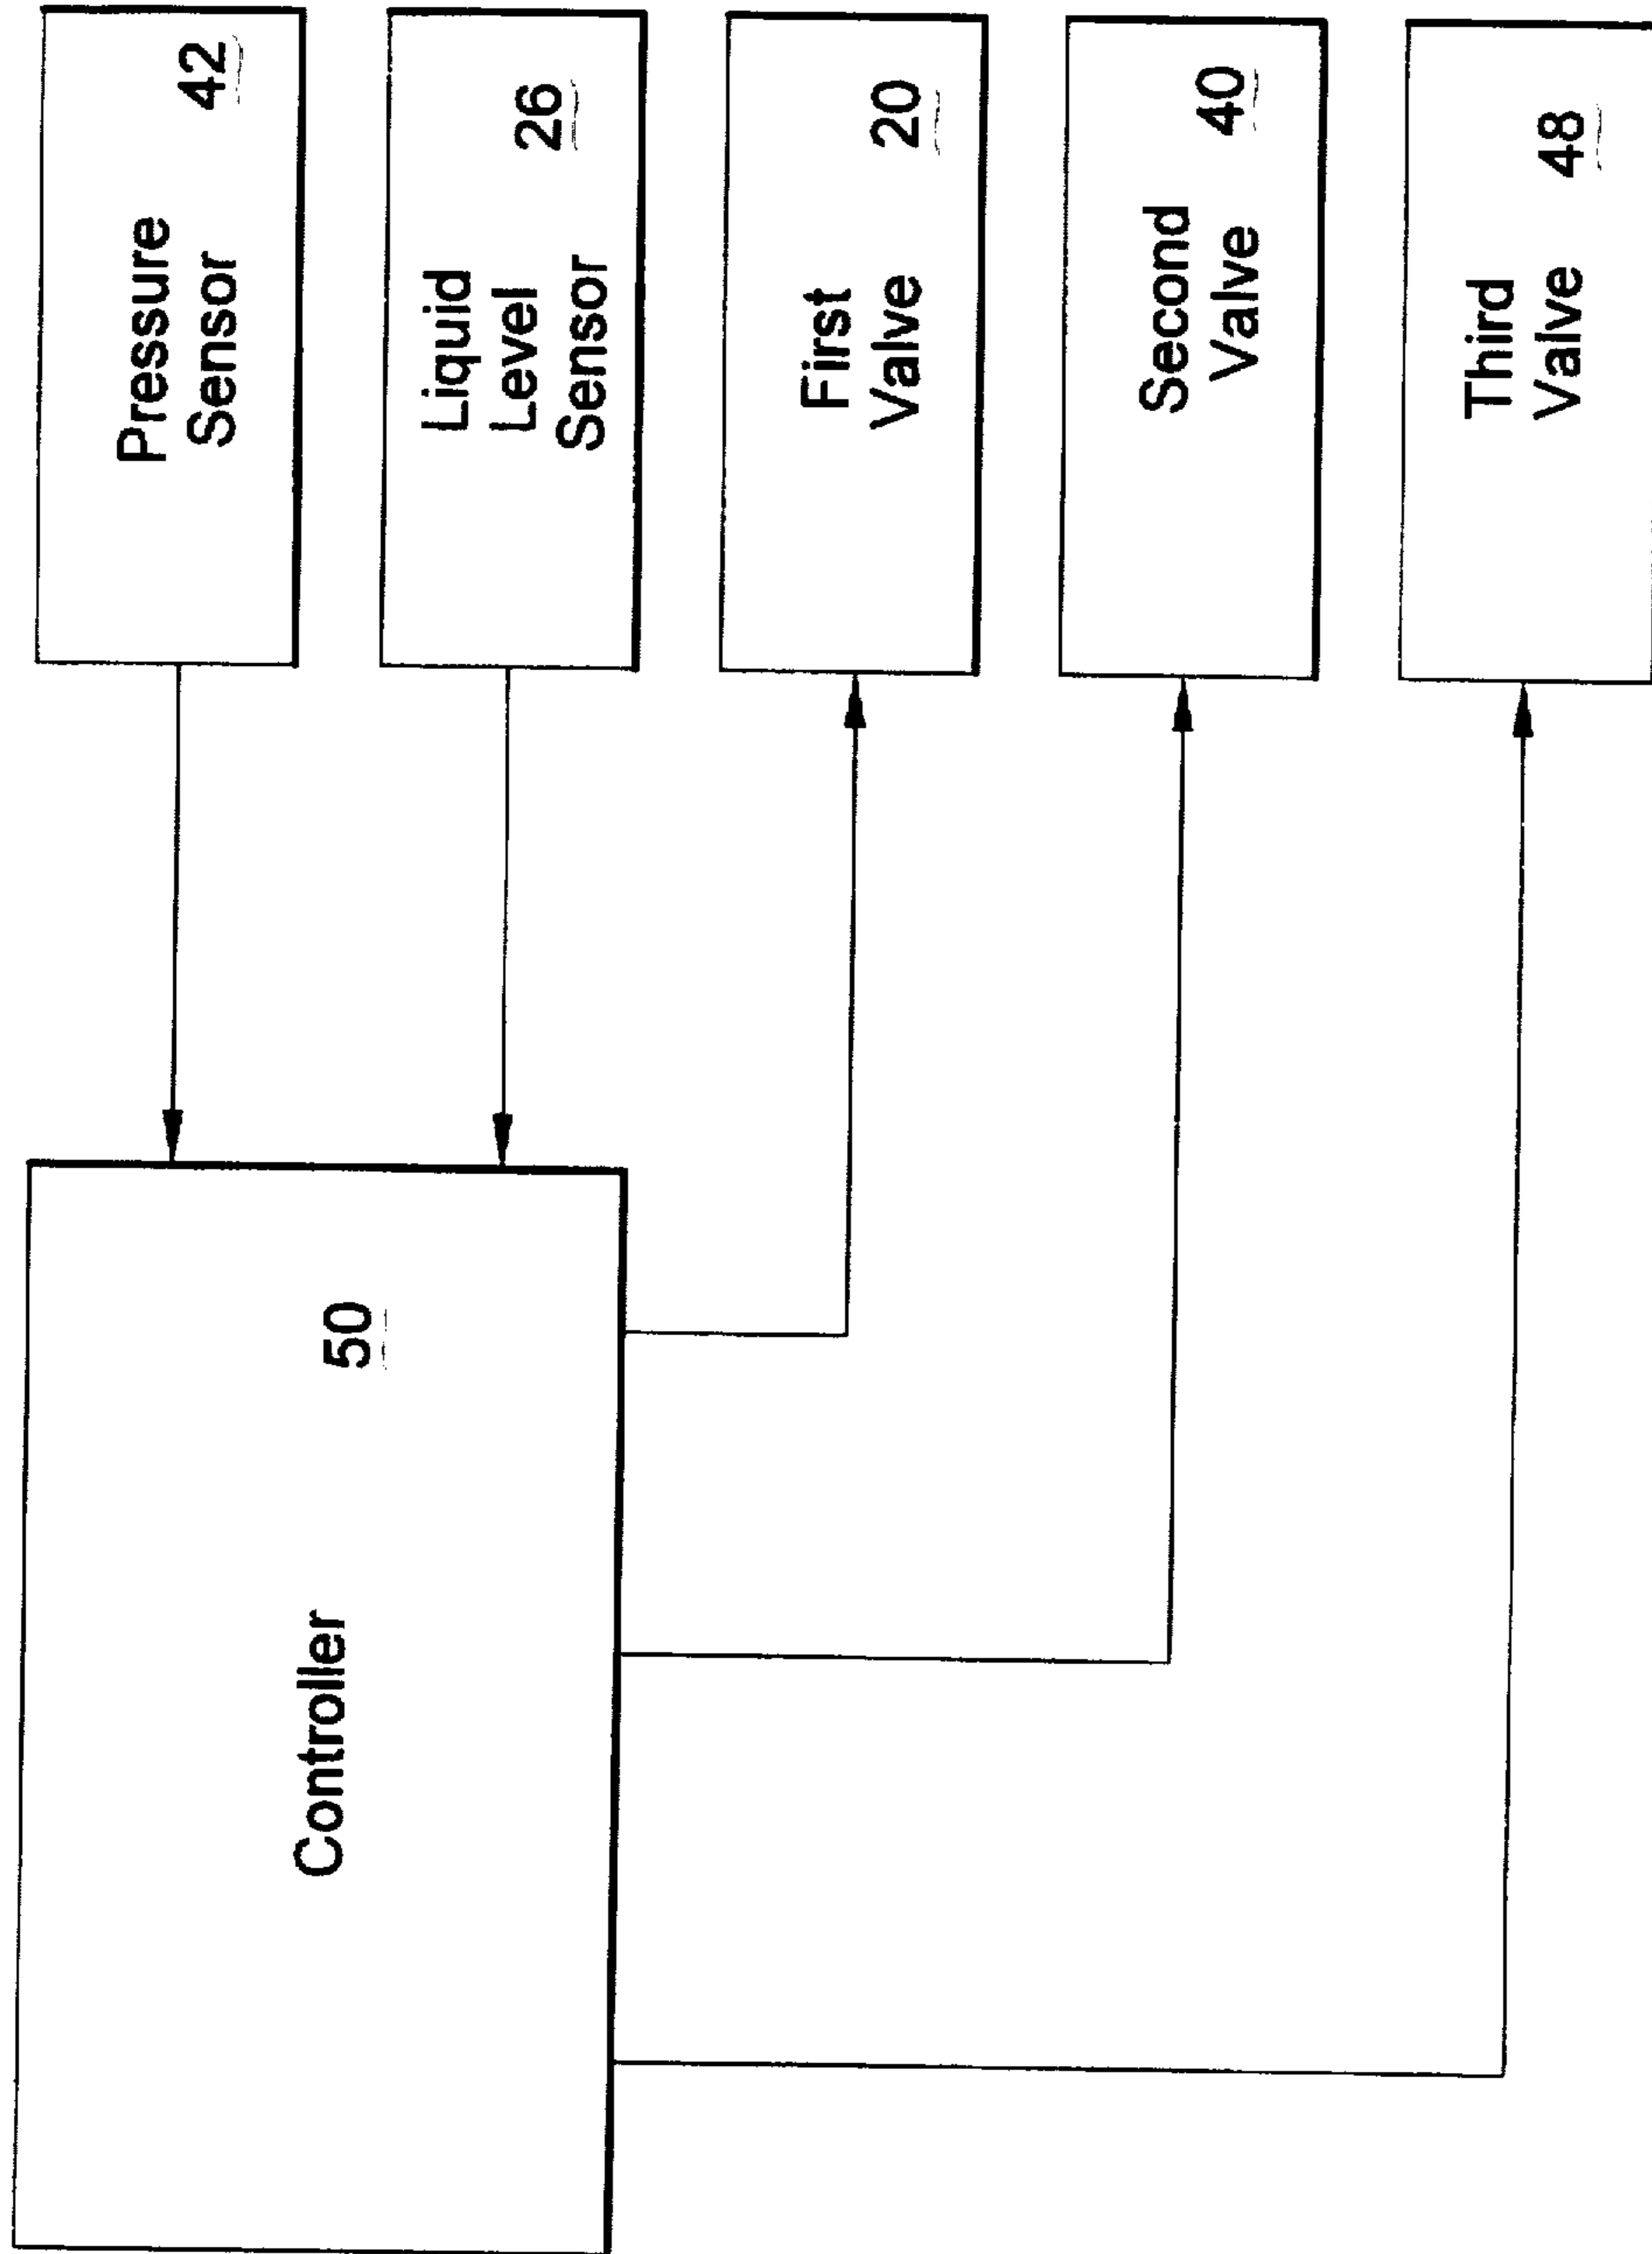 Controller
50
Pressure
Sensor
42
Liquid
Level
Sensor
26
First
Valve
20
Second
Valve
40
Third
Valve
48